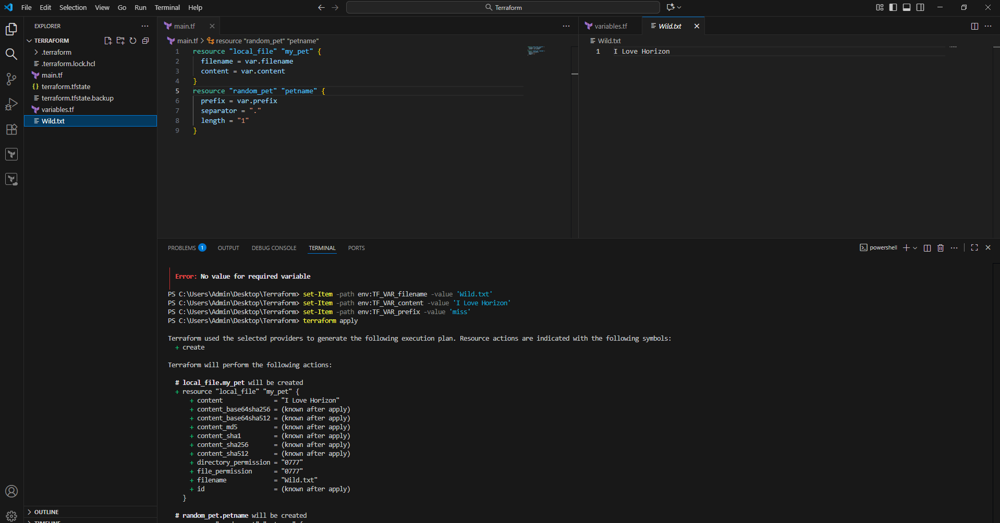 File Edit Selection View Go Run Terminal Help
Terraform
EXPLORER
TERRAFORM
.terraform
.terraform.lock.hcl
main.tf
terraform.tfstate
terraform.tfstate.backup
variables.tf
Wild.txt
OUTLINE
main.tf
main.tf > resource "random_pet" "petname"
1 resource "local_file" "my_pet" {
2 filename = var.filename
3 content = var.content
4 }
5 resource "random_pet" "petname" {
6 prefix = var.prefix
7 separator = "."
8 length = "1"
9 }
variables.tf Wild.txt
Wild.txt
1 I Love Horizon
PROBLEMS 1 OUTPUT DEBUG CONSOLE TERMINAL PORTS
powershell
Error: No value for required variable
PS C:\Users\Admin\Desktop\Terraform> set-Item -path env:TF_VAR_filename -value 'Wild.txt'
PS C:\Users\Admin\Desktop\Terraform> set-Item -path env:TF_VAR_content -value 'I Love Horizon'
PS C:\Users\Admin\Desktop\Terraform> set-Item -path env:TF_VAR_prefix -value 'miss'
PS C:\Users\Admin\Desktop\Terraform> terraform apply
Terraform used the selected providers to generate the following execution plan. Resource actions are indicated with the following symbols:
+ create
Terraform will perform the following actions:
# local_file.my_pet will be created
+ resource "local_file" "my_pet" {
+ content = "I Love Horizon"
+ content_base64sha256 = (known after apply)
+ content_base64sha512 = (known after apply)
+ content_md5 = (known after apply)
+ content_sha1 = (known after apply)
+ content_sha256 = (known after apply)
+ content_sha512 = (known after apply)
+ directory_permission = "0777"
+ file_permission = "0777"
+ filename = "Wild.txt"
+ id = (known after apply)
}
# random_pet.petname will be created